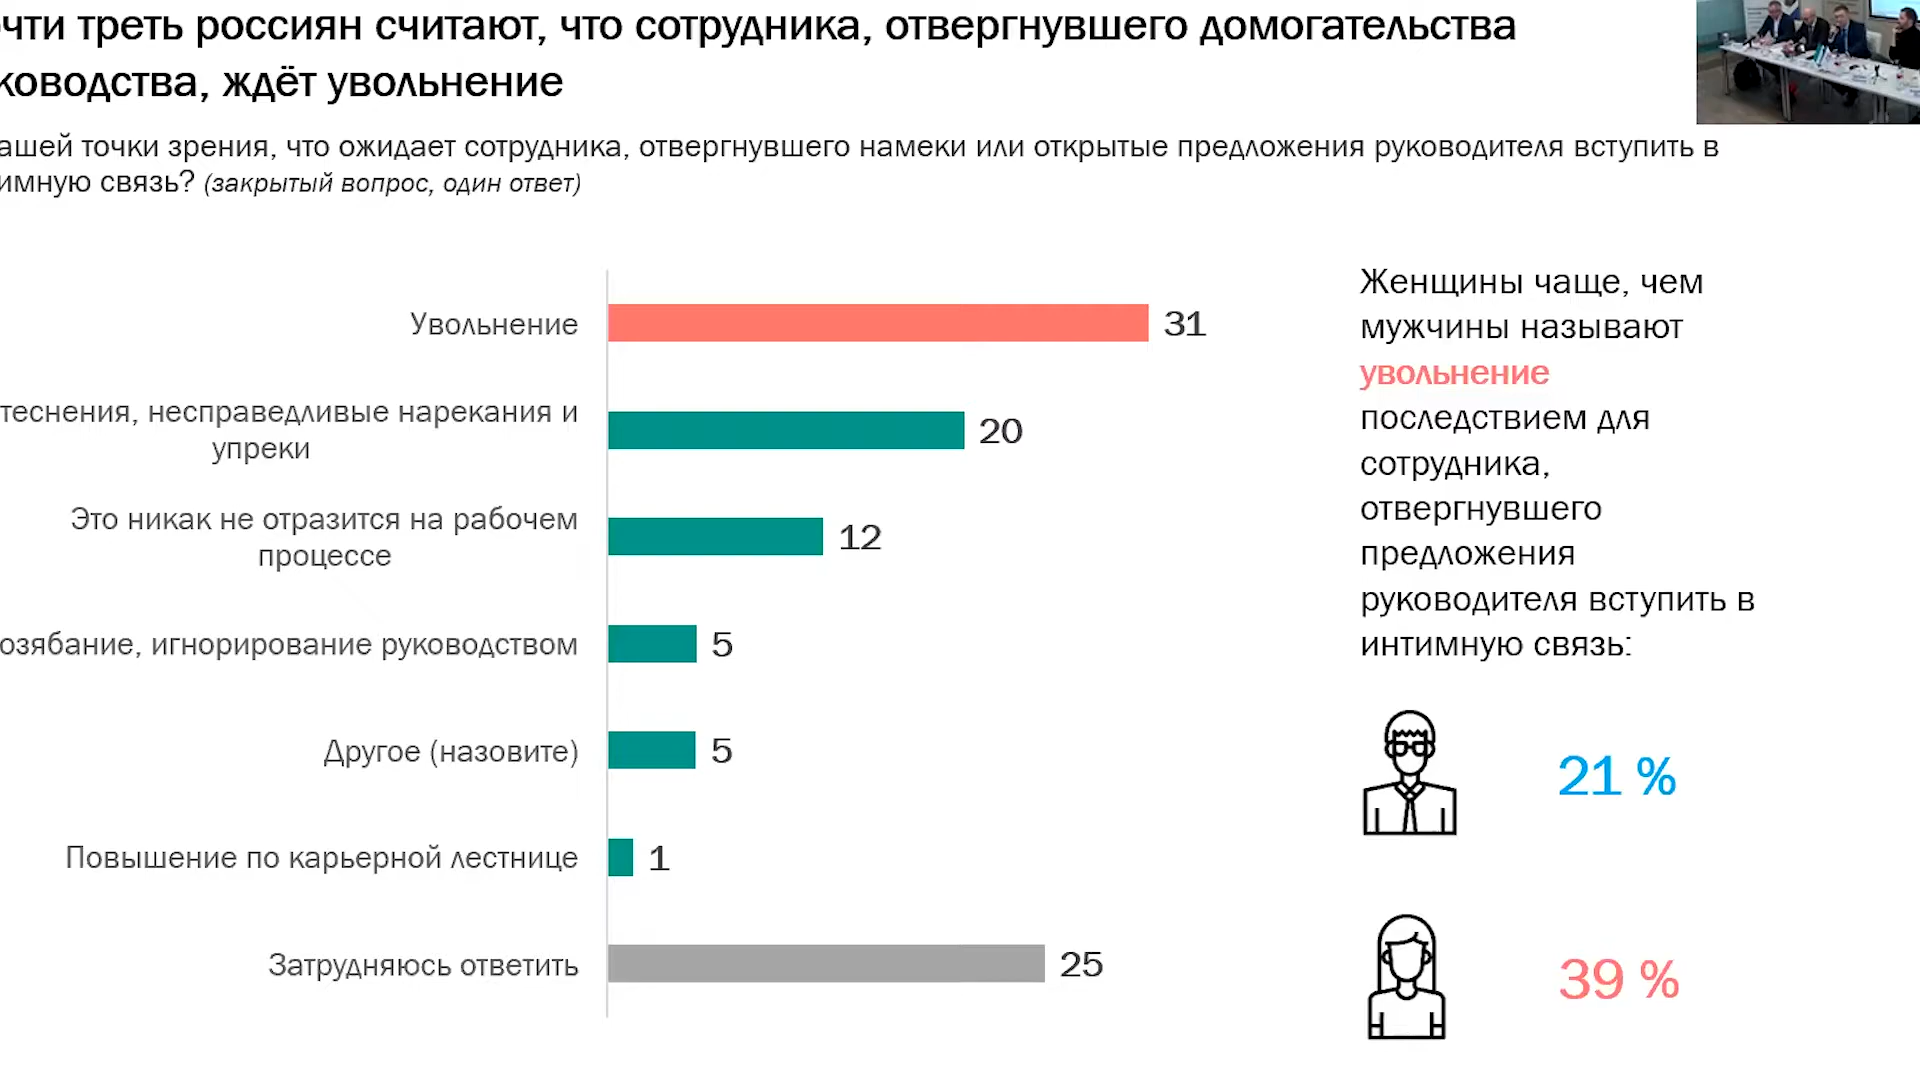 чти треть россиян считают, что сотрудника, отвергнувшего домогательства
ководства, ждёт увольнение
ашей точки зрения, что ожидает сотрудника, отвергнувшего намеки или открытые предложения руководителя вступить в
имную связь? (закрытый вопрос, один ответ)
Увольнение
31
теснения, несправедливые нарекания и
упреки
20
Это никак не отразится на рабочем
процессе
12
озябание, игнорирование руководством
5
Другое (назовите)
5
Повышение по карьерной лестнице
1
Затрудняюсь ответить
25
Женщины чаще, чем
мужчины называют
увольнение
последствием для
сотрудника,
отвергнувшего
предложения
руководителя вступить в
интимную связь:
21 %
39 %